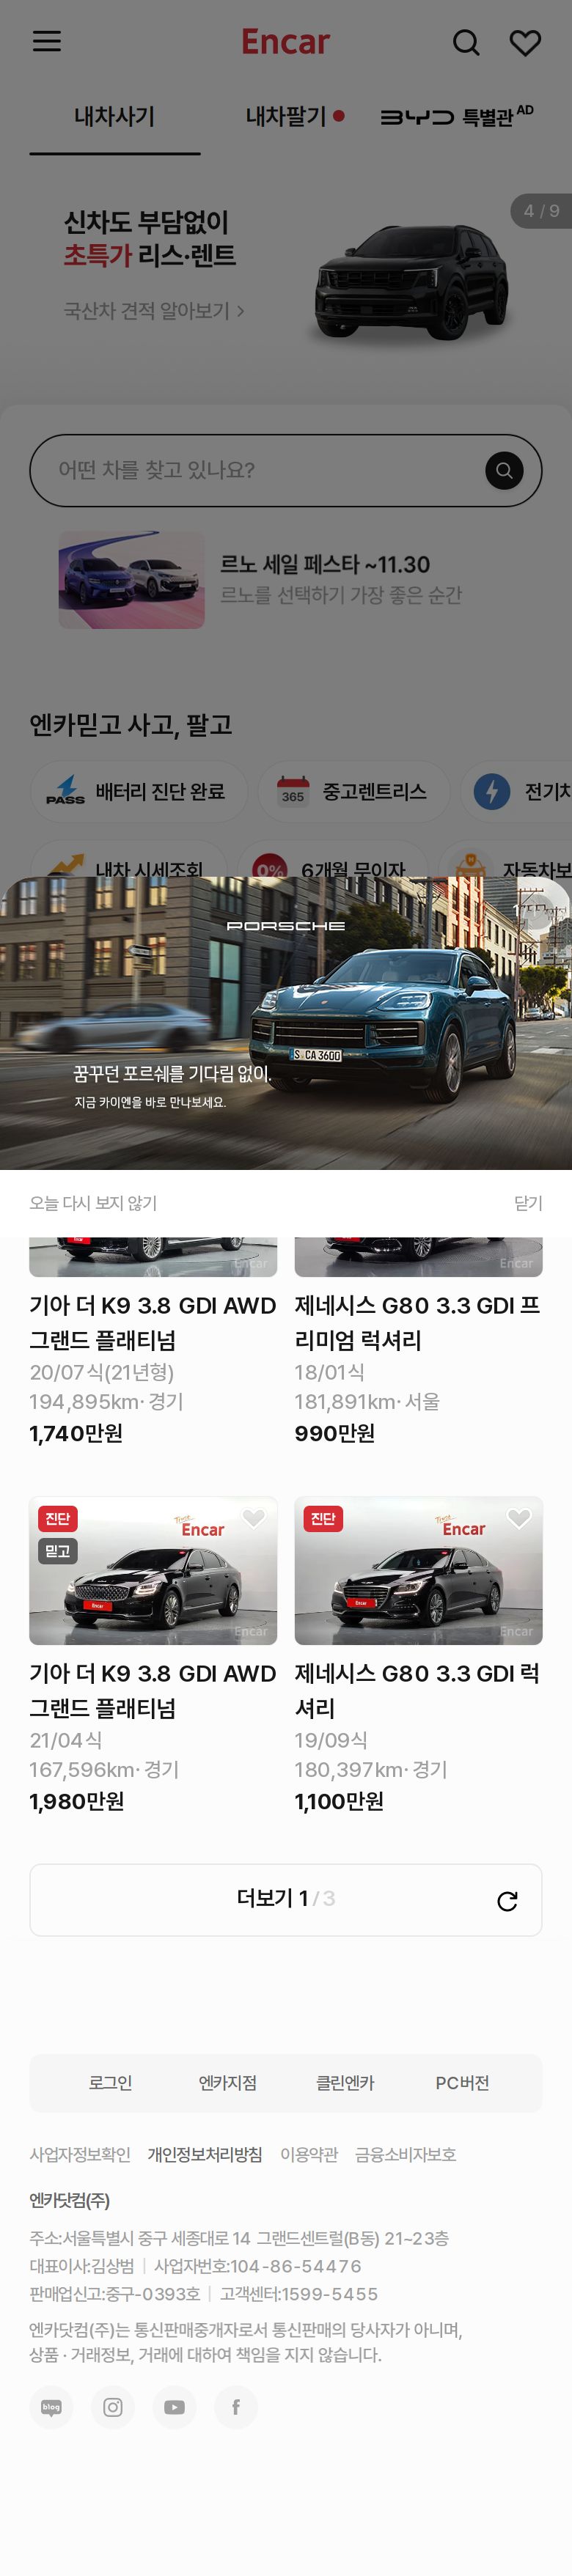 Encar
내차사기
내차팔기
BYD 특별관 AD
4 / 9
신차도 부담없이
초특가 리스·렌트
국산차 견적 알아보기 >
어떤 차를 찾고 있나요?
르노 세일 페스타 ~11.30
르노를 선택하기 가장 좋은 순간
엔카믿고 사고, 팔고
PASS 배터리 진단 완료
365 중고렌트리스
전기차
내차 시세조회
0% 6개월 무이자
자동차보
PORSCHE
S CA 3600
꿈꾸던 포르쉐를 기다림 없이.
지금 카이엔을 바로 만나보세요.
오늘 다시 보지 않기
닫기
Encar
Encar
기아 더 K9 3.8 GDI AWD
그랜드 플래티넘
20/07식(21년형)
194,895km· 경기
1,740만원
제네시스 G80 3.3 GDI 프
리미엄 럭셔리
18/01식
181,891km· 서울
990만원
진단
믿고
Encar
Encar
진단
Encar
Encar
기아 더 K9 3.8 GDI AWD
그랜드 플래티넘
21/04식
167,596km· 경기
1,980만원
제네시스 G80 3.3 GDI 럭
셔리
19/09식
180,397km· 경기
1,100만원
더보기 1 / 3
로그인
엔카지점
클린엔카
PC버전
사업자정보확인
개인정보처리방침
이용약관
금융소비자보호
엔카닷컴(주)
주소:서울특별시 중구 세종대로 14 그랜드센트럴(B동) 21~23층
대표이사:김상범 | 사업자번호:104-86-54476
판매업신고:중구-0393호 | 고객센터:1599-5455
엔카닷컴(주)는 통신판매중개자로서 통신판매의 당사자가 아니며,
상품 · 거래정보, 거래에 대하여 책임을 지지 않습니다.
blog